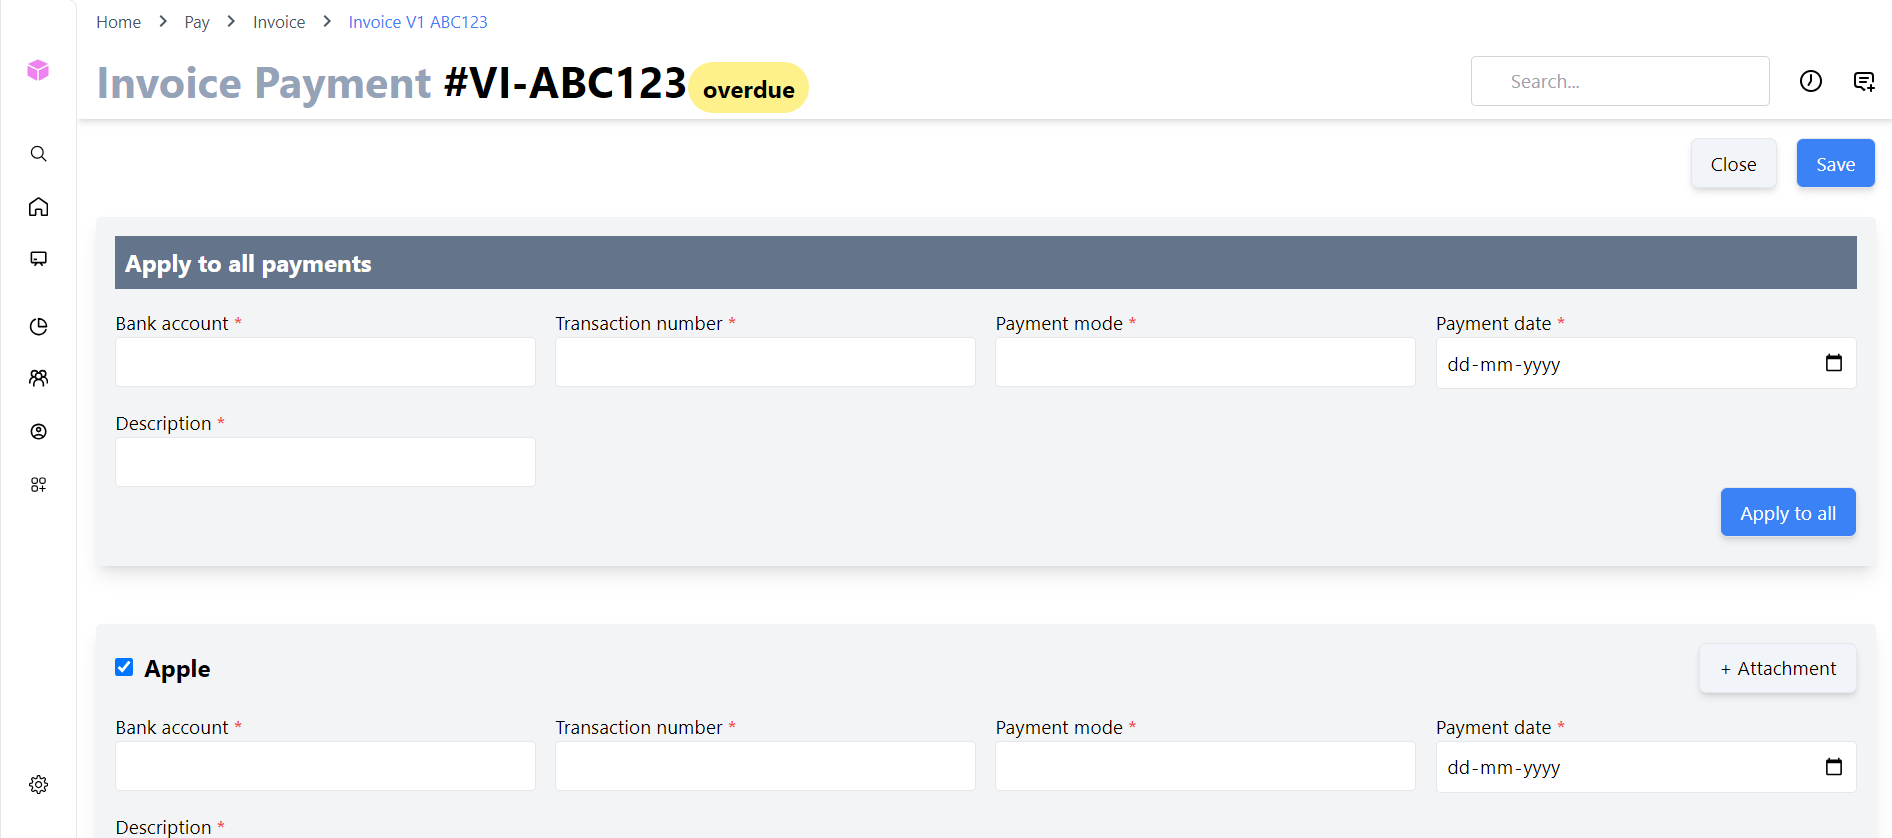 Home > Pay > Invoice > Invoice V1 ABC123
Invoice Payment #VI-ABC123 overdue
Search...
Close Save
Apply to all payments
Bank account * Transaction number * Payment mode * Payment date *
dd-mm-yyyy
Description *
Apply to all
Apple + Attachment
Bank account * Transaction number * Payment mode * Payment date *
dd-mm-yyyy
Description *